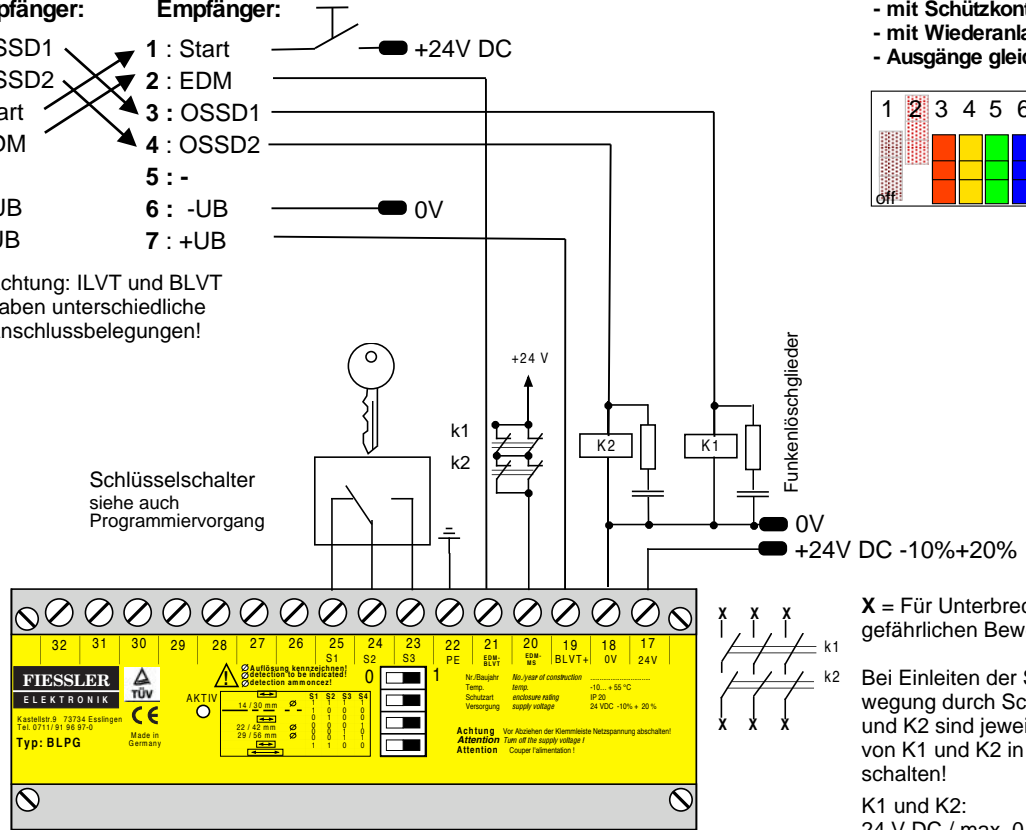 pfänger:
Empfänger:
SSD1
SSD2
art
DM
UB
UB
1 : Start
+24V DC
2 : EDM
3 : OSSD1
4 : OSSD2
5 : -
6 : -UB
0V
7 : +UB
chtung: ILVT und BLVT
aben unterschiedliche
nschlussbelegungen!
- mit Schützkont
- mit Wiederanla
- Ausgänge gleic
1 2 3 4 5 6
off
+24 V
k1
k2
K2
K1
Funkenlöschglieder
Schlüsselschalter
siehe auch
Programmiervorgang
0V
+24V DC -10%+20%
32 31 30 29 28 27 26 25 24 23 22 21 20 19 18 17
S1 S2 S3 PE EDM-BLVT EDM-MS BLVT+ 0V 24V
FIESSLER
ELEKTRONIK
Kastellstr.9 73734 Esslingen
Tel. 0711/ 91 96 97-0
Typ: BLPG
TÜV
CE
Made in
Germany
AKTIV
Ø Auflösung kennzeichnen!
Ø detection to be indicated!
Ø detection ammoncez!
S1 S2 S3 S4
14 / 30 mm Ø
22 / 42 mm Ø
29 / 56 mm Ø
0
1
Nr./Baujahr No./year of construction
Temp. temp. -10... + 55 °C
Schutzart enclosure rating IP 20
Versorgung supply voltage 24 VDC -10% + 20 %
Achtung Vor Abziehen der Klemmleiste Netzspannung abschalten!
Attention Turn off the supply voltage !
Attention Couper l'alimentation !
X X X
k1
k2
X X X
X = Für Unterbrec
gefährlichen Bew
Bei Einleiten der S
wegung durch Sc
und K2 sind jewei
von K1 und K2 in
schalten!
K1 und K2:
24 V DC / max. 0